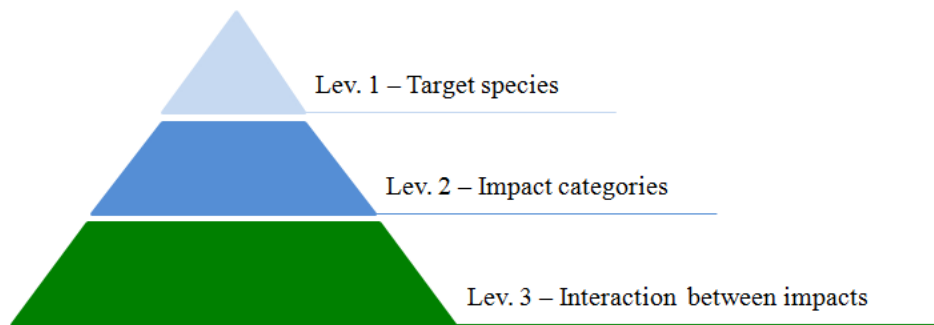 Lev. 1 – Target species
Lev. 2 – Impact categories
Lev. 3 – Interaction between impacts